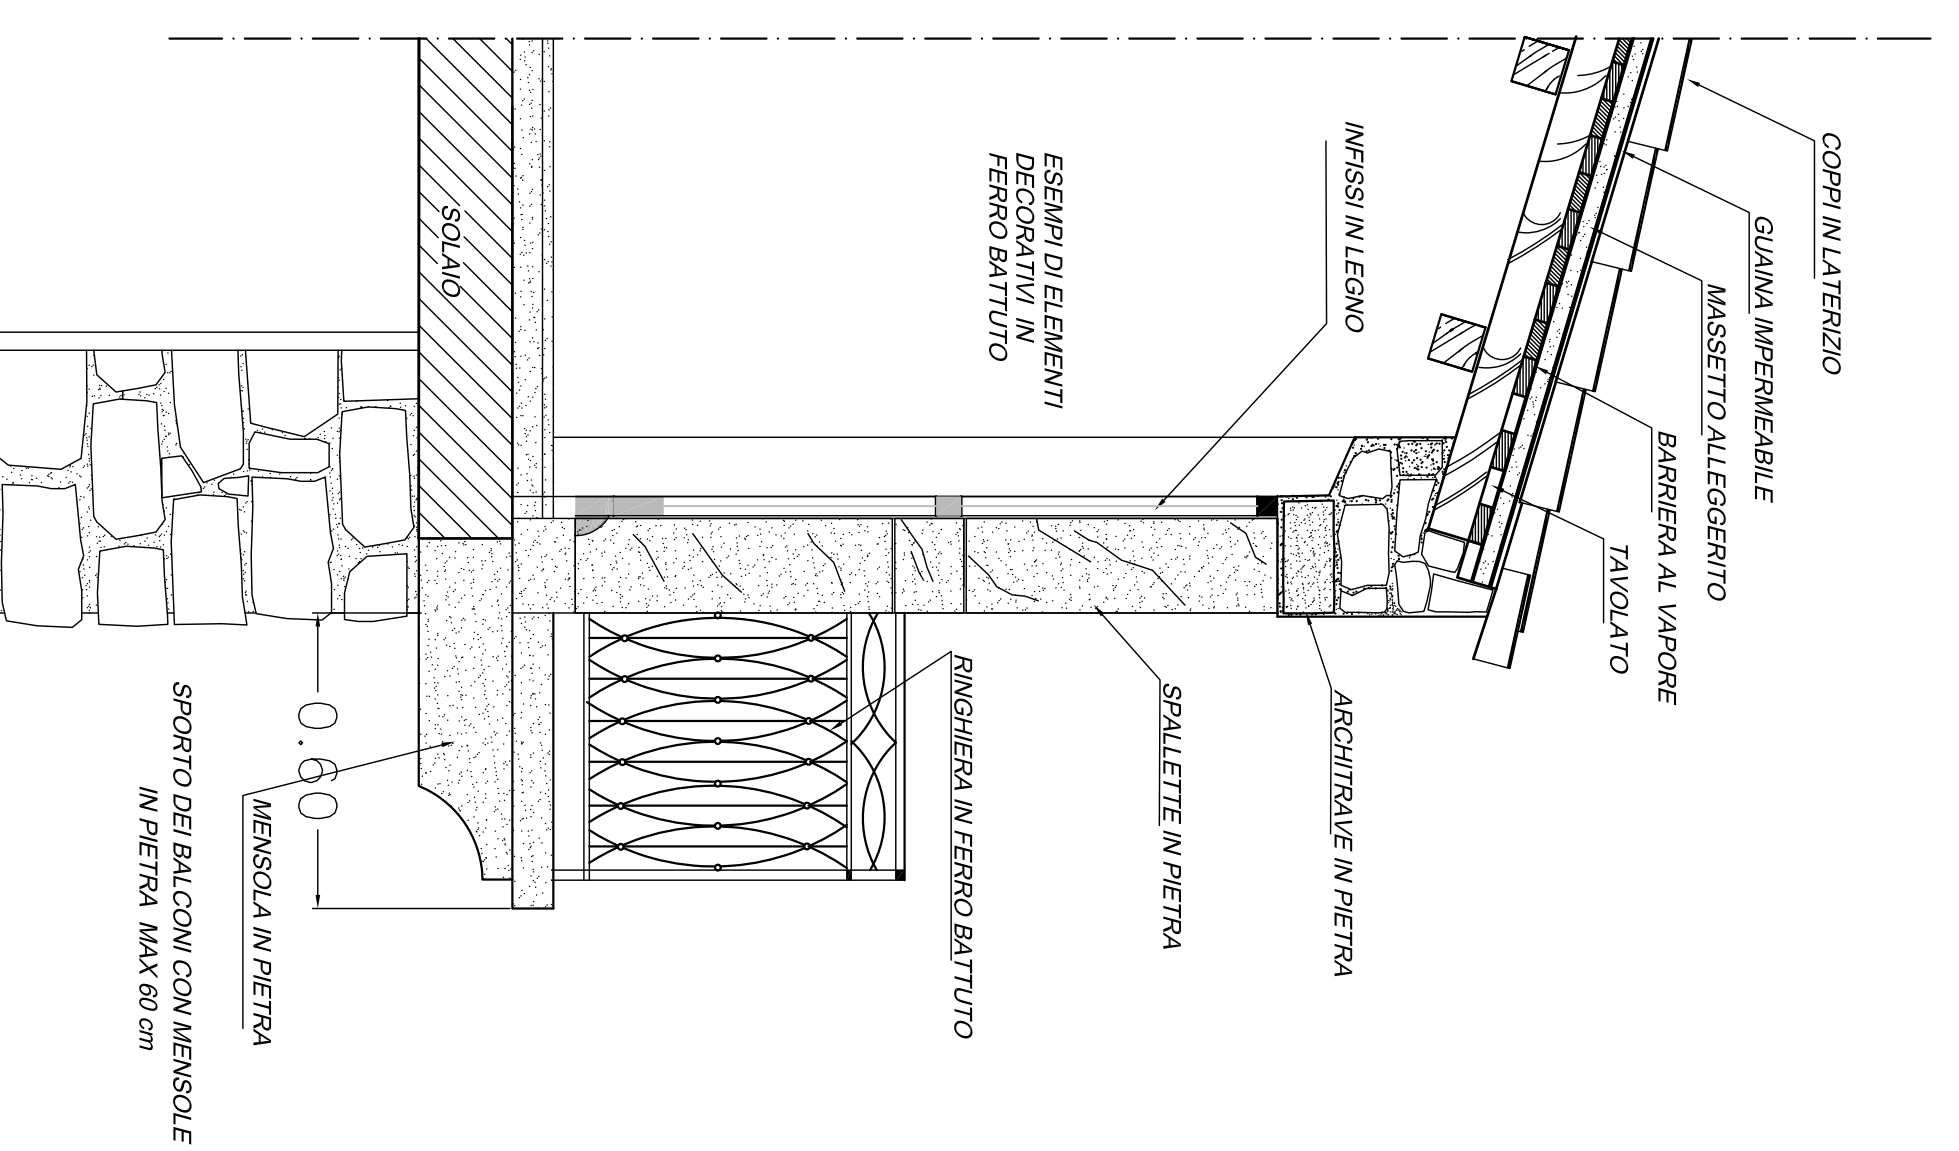 COPPI IN LATERIZIO
GUAINA IMPERMEABILE
MASSETTO ALLEGGERITO
BARRIERA AL VAPORE
TAVOLATO
INFISSI IN LEGNO
ARCHITRAVE IN PIETRA
SPALLETTE IN PIETRA
ESEMPI DI ELEMENTI
DECORATIVI IN
FERRO BATTUTO
RINGHIERA IN FERRO BATTUTO
SOLAIO
0.60
MENSOLA IN PIETRA
SPORTO DEI BALCONI CON MENSOLE
IN PIETRA MAX 60 cm